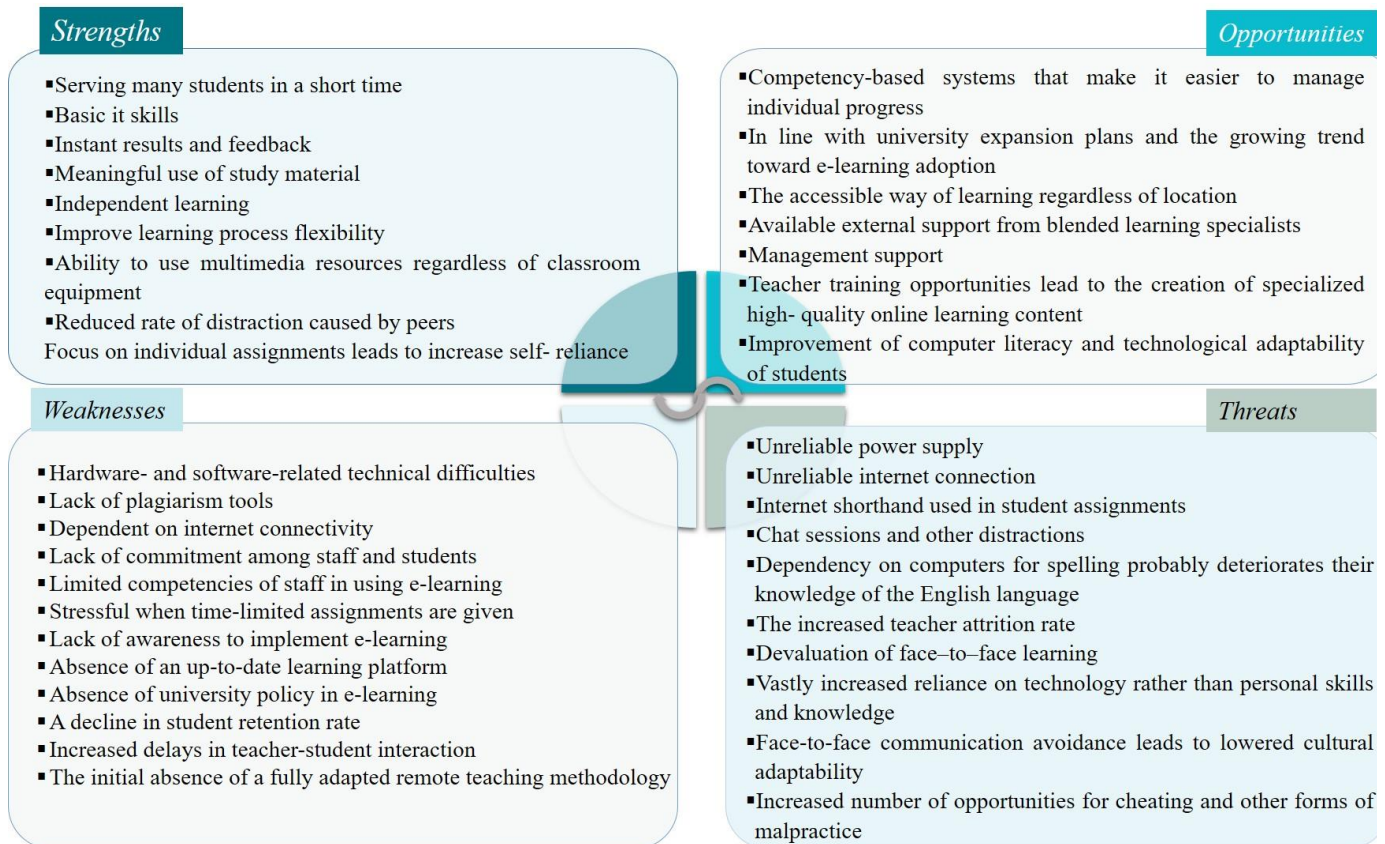 Strengths
▪Serving many students in a short time
▪Basic it skills
▪Instant results and feedback
▪Meaningful use of study material
▪Independent learning
▪Improve learning process flexibility
▪Ability to use multimedia resources regardless of classroom
equipment
▪Reduced rate of distraction caused by peers
Focus on individual assignments leads to increase self- reliance
Opportunities
▪Competency-based systems that make it easier to manage
individual progress
▪In line with university expansion plans and the growing trend
toward e-learning adoption
▪The accessible way of learning regardless of location
▪Available external support from blended learning specialists
▪Management support
▪Teacher training opportunities lead to the creation of specialized
high- quality online learning content
▪Improvement of computer literacy and technological adaptability
of students
Weaknesses
▪Hardware- and software-related technical difficulties
▪Lack of plagiarism tools
▪Dependent on internet connectivity
▪Lack of commitment among staff and students
▪Limited competencies of staff in using e-learning
▪Stressful when time-limited assignments are given
▪Lack of awareness to implement e-learning
▪Absence of an up-to-date learning platform
▪Absence of university policy in e-learning
▪A decline in student retention rate
▪Increased delays in teacher-student interaction
▪The initial absence of a fully adapted remote teaching methodology
Threats
▪Unreliable power supply
▪Unreliable internet connection
▪Internet shorthand used in student assignments
▪Chat sessions and other distractions
▪Dependency on computers for spelling probably deteriorates their
knowledge of the English language
▪The increased teacher attrition rate
▪Devaluation of face–to–face learning
▪Vastly increased reliance on technology rather than personal skills
and knowledge
▪Face-to-face communication avoidance leads to lowered cultural
adaptability
▪Increased number of opportunities for cheating and other forms of
malpractice